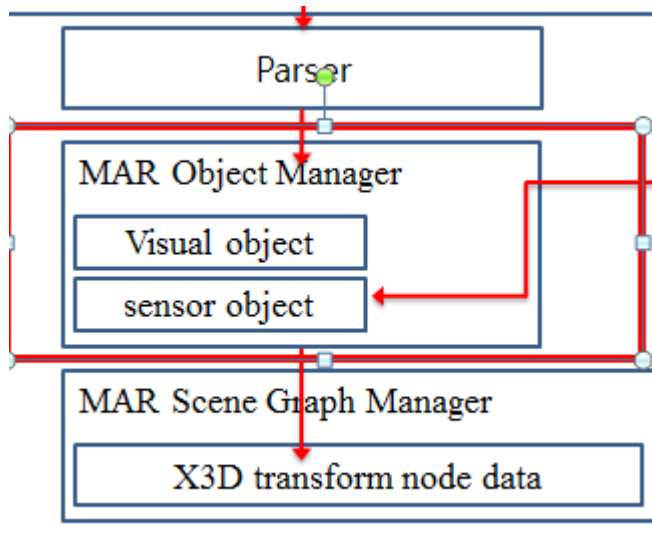 Parser
MAR Object Manager
Visual object
sensor object
MAR Scene Graph Manager
X3D transform node data